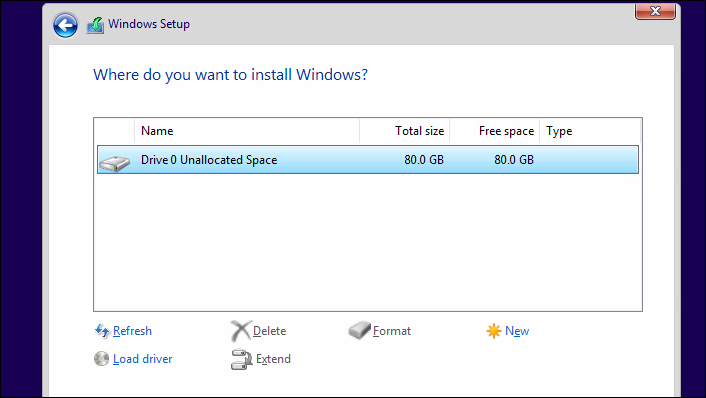 Windows Setup
Where do you want to install Windows?
Name Total size Free space Type
Drive 0 Unallocated Space 80.0 GB 80.0 GB
Refresh Delete Format New
Load driver Extend